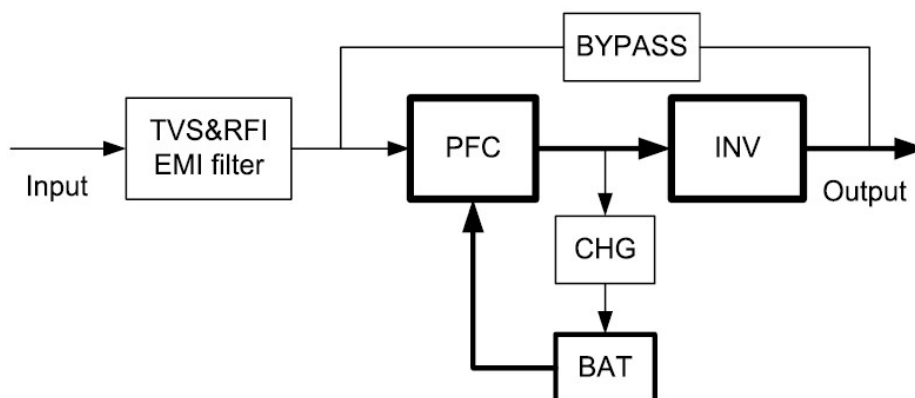 BYPASS
TVS&RFI
EMI filter
PFC
INV
Input
Output
CHG
BAT